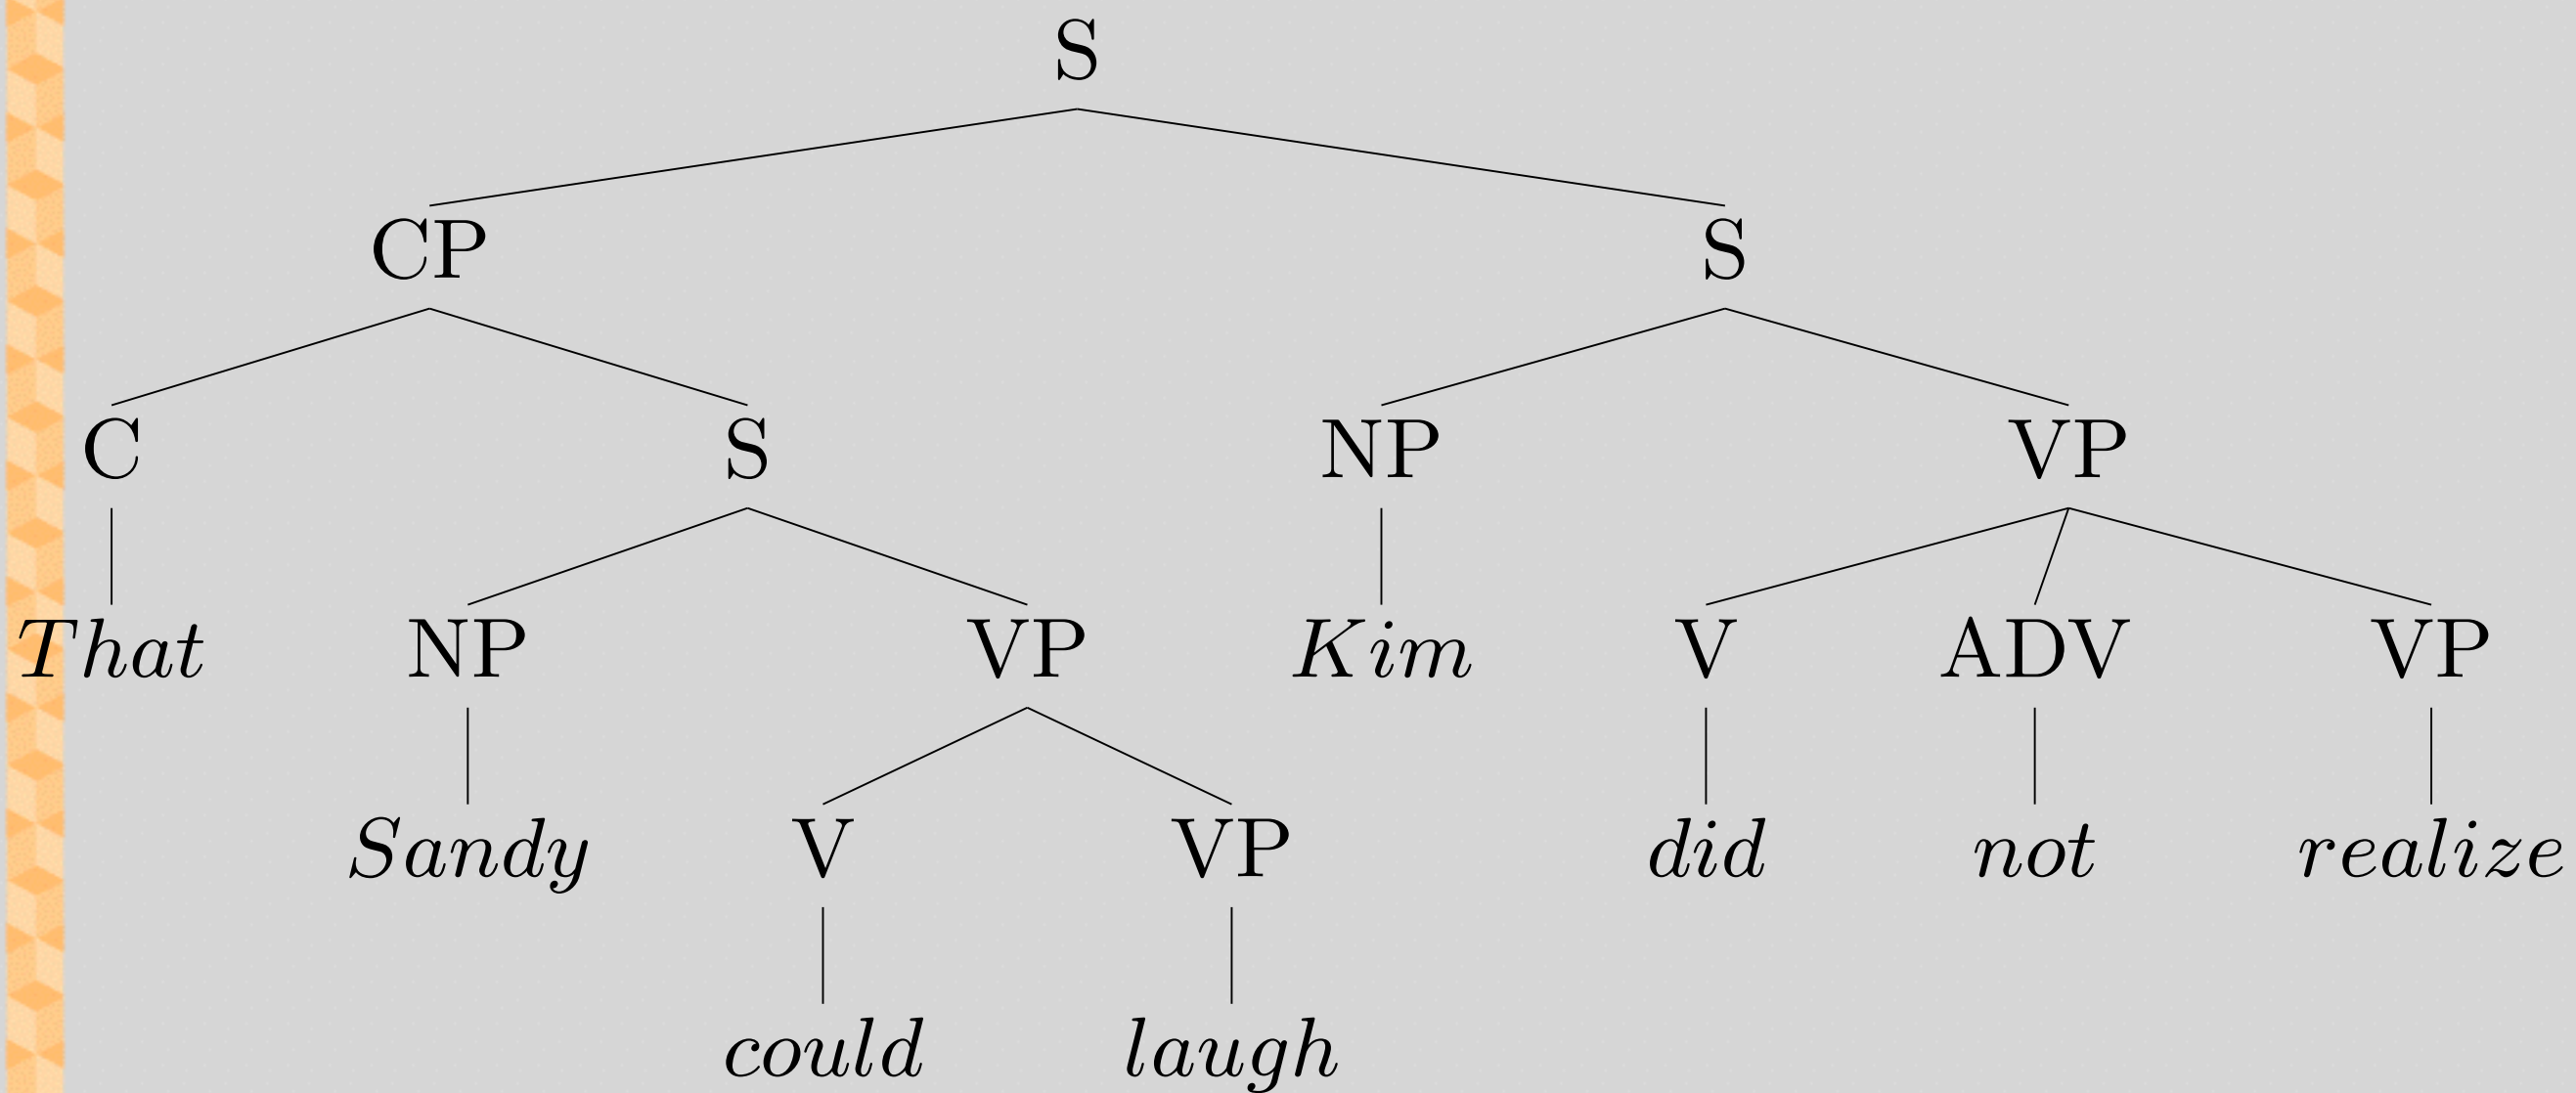 S
CP S
C S NP VP
That NP VP Kim V ADV VP
Sandy V VP did not realize
could laugh